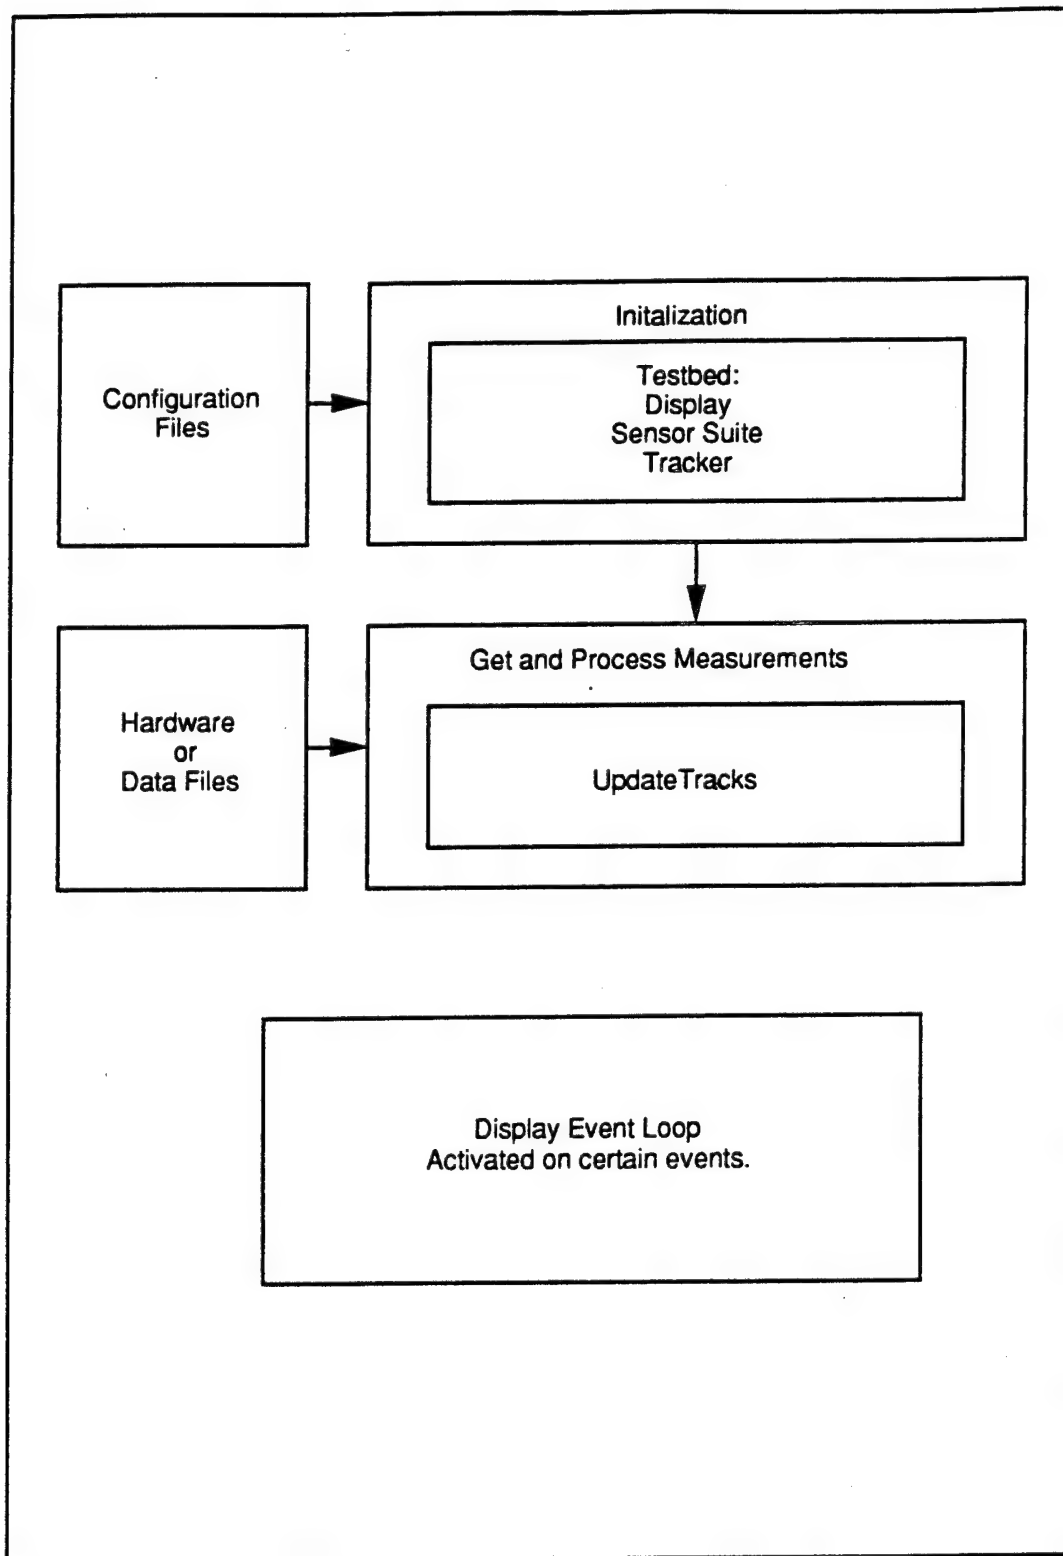 Initalization
Configuration
Files
Testbed:
Display
Sensor Suite
Tracker
Get and Process Measurements
Hardware
or
Data Files
UpdateTracks
Display Event Loop
Activated on certain events.